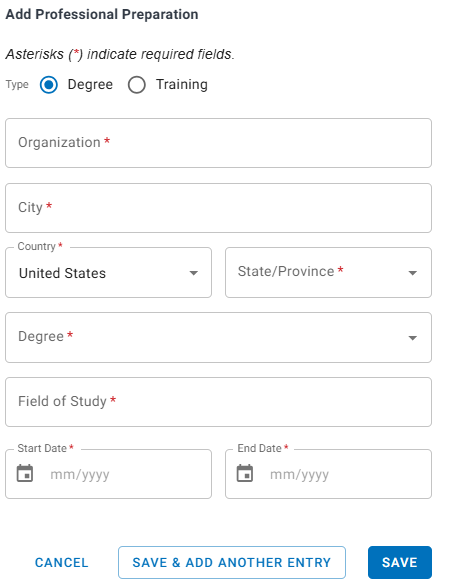 Add Professional Preparation
Asterisks (*) indicate required fields.
Type Degree Training
Organization *
City *
Country * 
United States State/Province *
Degree *
Field of Study *
Start Date * End Date *
mm/yyyy mm/yyyy
CANCEL SAVE & ADD ANOTHER ENTRY SAVE